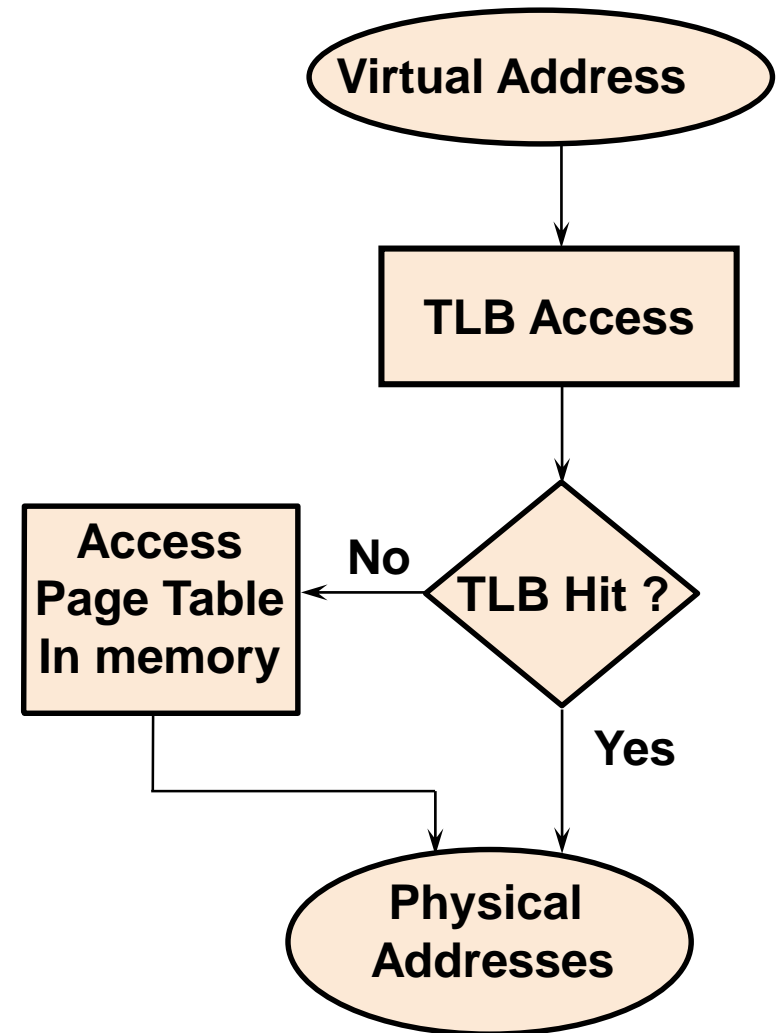 Virtual Address
TLB Access
TLB Hit ?
No
Access
Page Table
In memory
Yes
Physical
Addresses